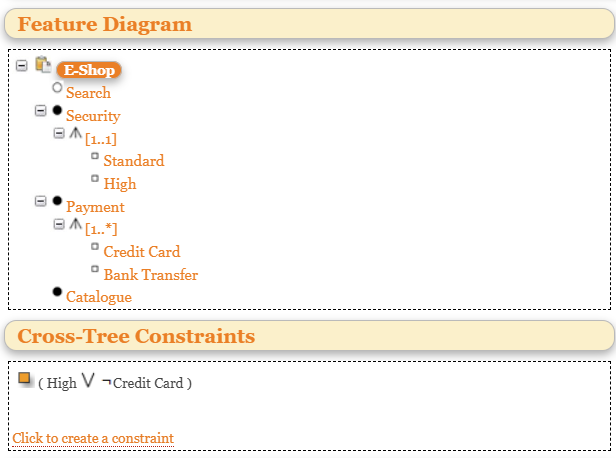 Feature Diagram
E-Shop
Search
Security
[1..1]
Standard
High
Payment
[1..*]
Credit Card
Bank Transfer
Catalogue
Cross-Tree Constraints
( High ∨ ¬Credit Card )
Click to create a constraint